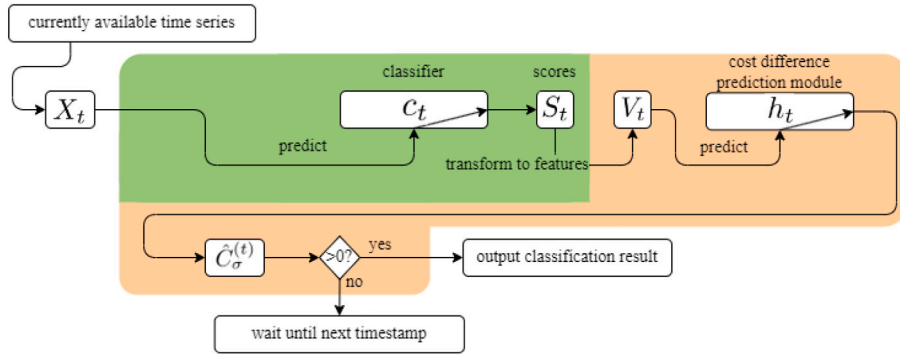 currently available time series
classifier
scores
cost difference
prediction module
X_t
c_t
S_t
V_t
h_t
predict
transform to features
predict
Ĉ_σ^(t)
>0?
yes
output classification result
no
wait until next timestamp